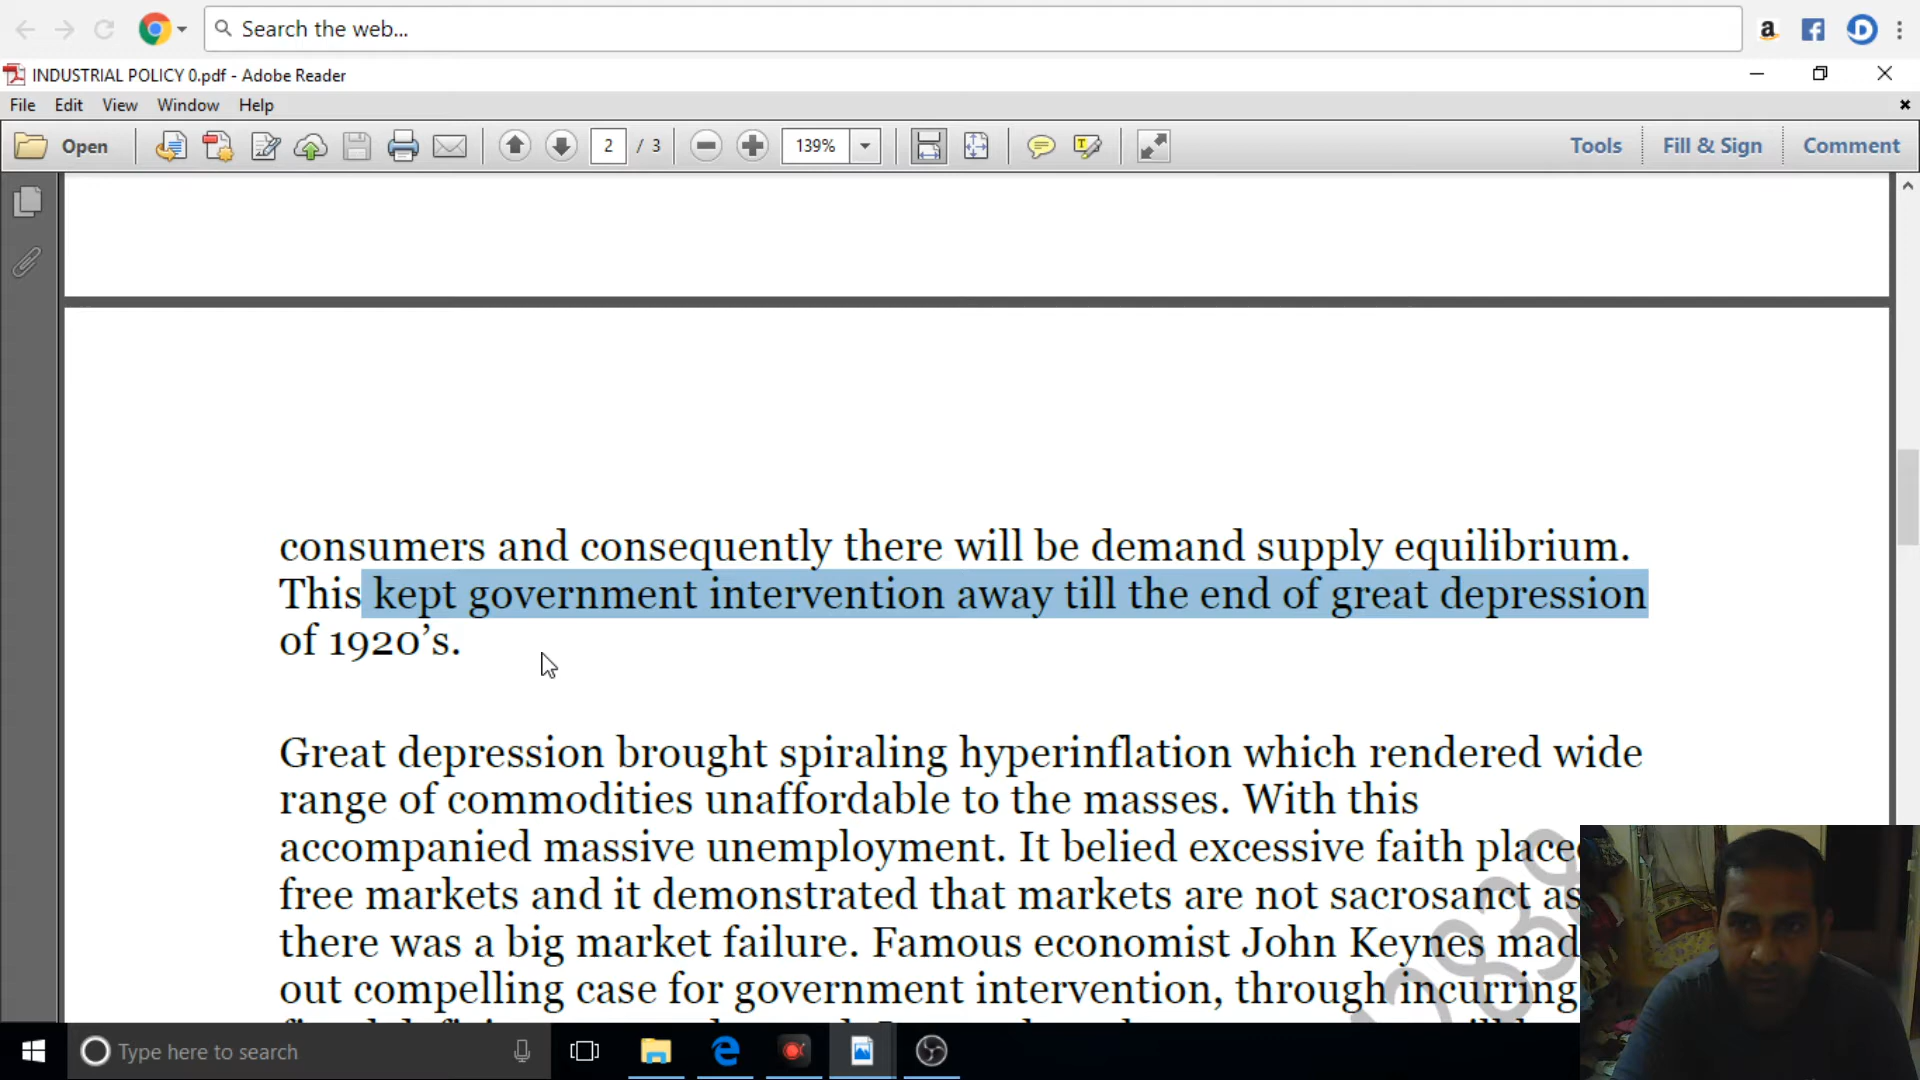 Search the web...
INDUSTRIAL POLICY 0.pdf - Adobe Reader
File Edit View Window Help
Open 2 / 3 139% Tools Fill & Sign Comment
consumers and consequently there will be demand supply equilibrium.
This kept government intervention away till the end of great depression
of 1920’s.
Great depression brought spiraling hyperinflation which rendered wide
range of commodities unaffordable to the masses. With this
accompanied massive unemployment. It belied excessive faith
free markets and it demonstrated that markets are not sacrosanct as
there was a big market failure. Famous economist John Keynes
out compelling case for government intervention, through incurring
Type here to search